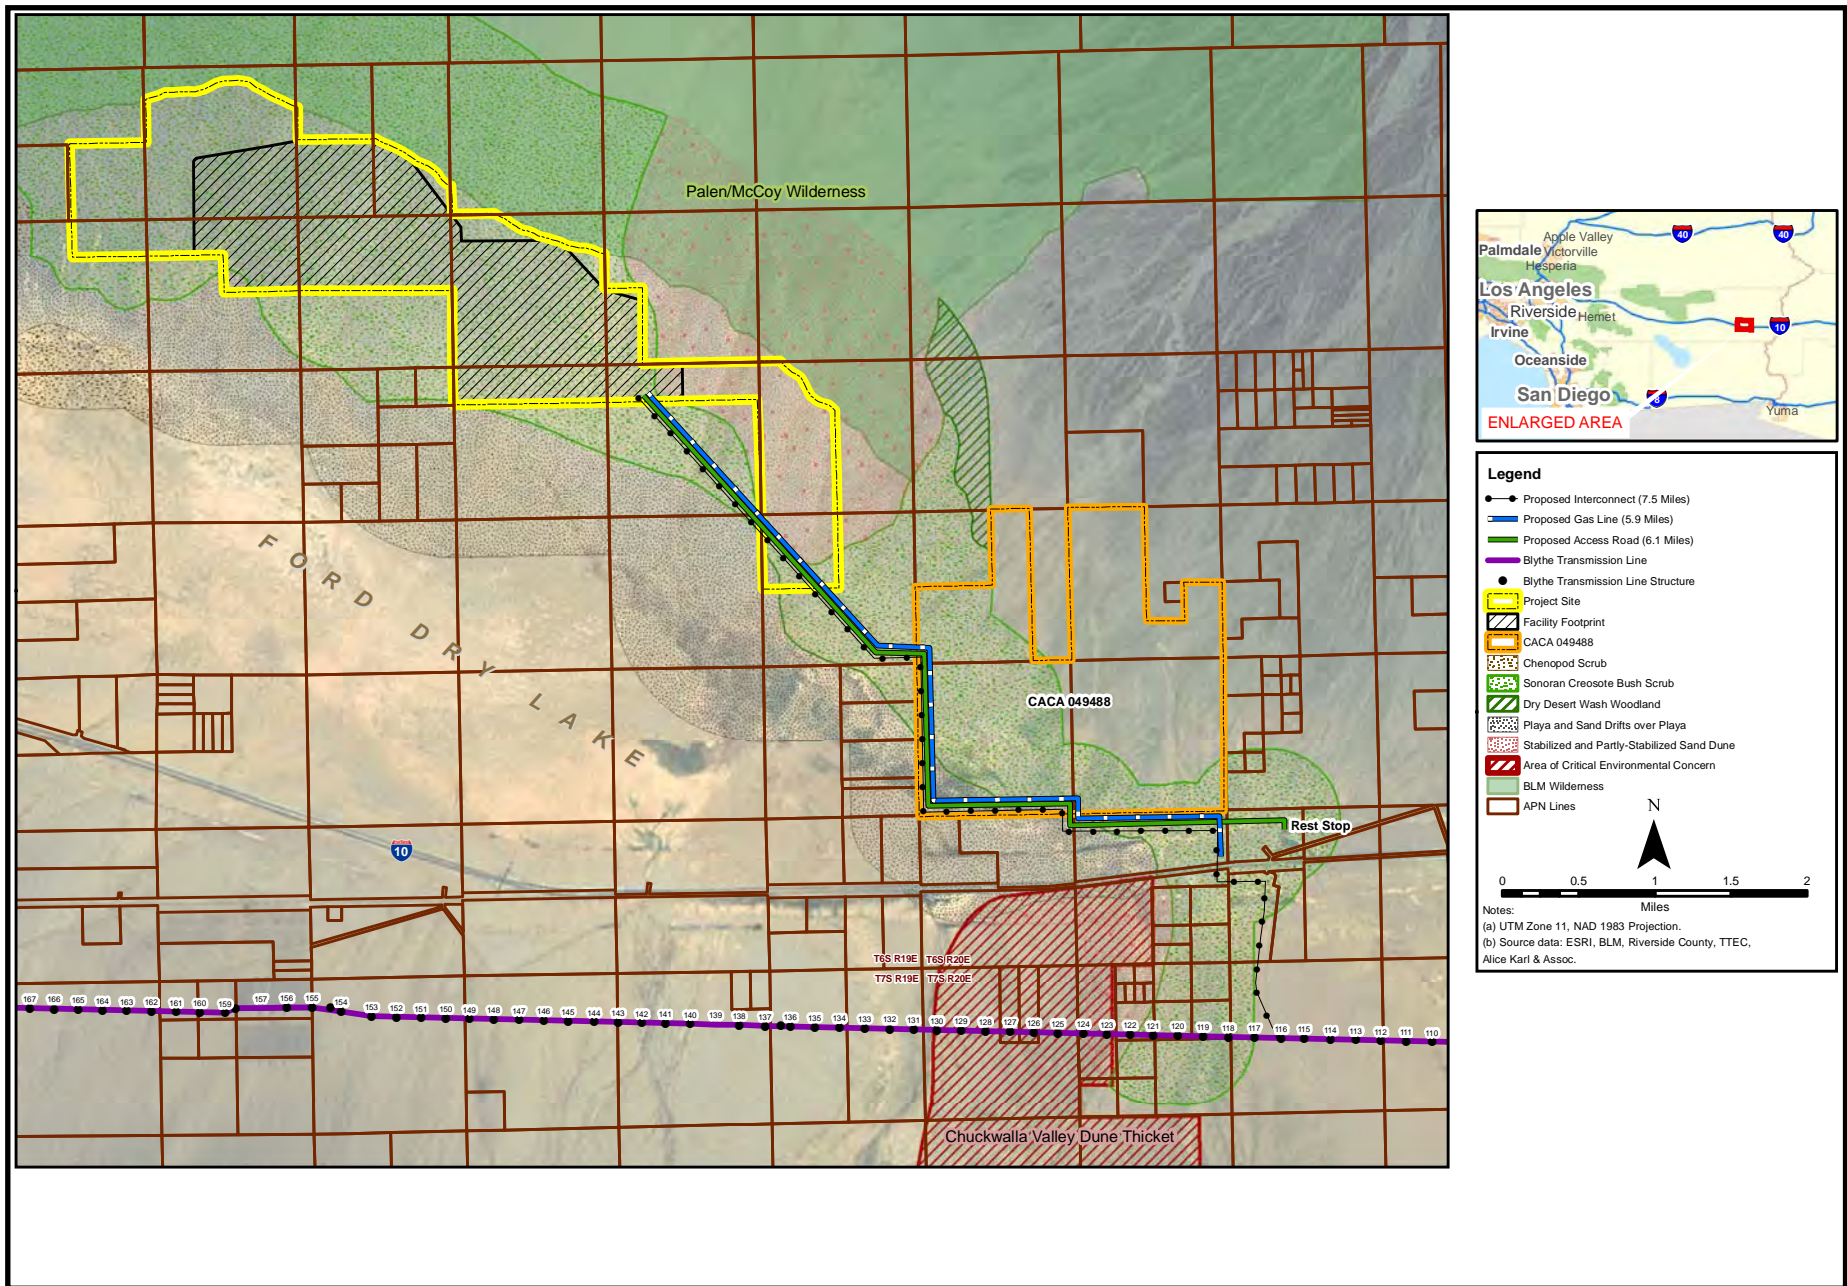 Palen/McCoy Wilderness
FORD DRY LAKE
CACA 049488
Rest Stop
10
T6S R19E T6S R20E
T7S R19E T7S R20E
167 166 165 164 163 162 161 160 159 157 156 155 154 153 152 151 150 149 148 147 146 145 144 143 142 141 140 139 138 137 136 135 134 133 132 131 130 129 128 127 126 125 124 123 122 121 120 119 118 117 116 115 114 113 112 111 110
Chuckwalla Valley Dune Thicket
40
40
Apple Valley
Palmdale Victorville
Hesperia
Los Angeles
Riverside Hemet
Irvine
10
Oceanside
San Diego
8
Yuma
ENLARGED AREA
Legend
Proposed Interconnect (7.5 Miles)
Proposed Gas Line (5.9 Miles)
Proposed Access Road (6.1 Miles)
Blythe Transmission Line
Blythe Transmission Line Structure
Project Site
Facility Footprint
CACA 049488
Chenopod Scrub
Sonoran Creosote Bush Scrub
Dry Desert Wash Woodland
Playa and Sand Drifts over Playa
Stabilized and Partly-Stabilized Sand Dune
Area of Critical Environmental Concern
BLM Wilderness
APN Lines
N
0 0.5 1 1.5 2
Miles
Notes:
(a) UTM Zone 11, NAD 1983 Projection.
(b) Source data: ESRI, BLM, Riverside County, TTEC,
Alice Karl & Assoc.